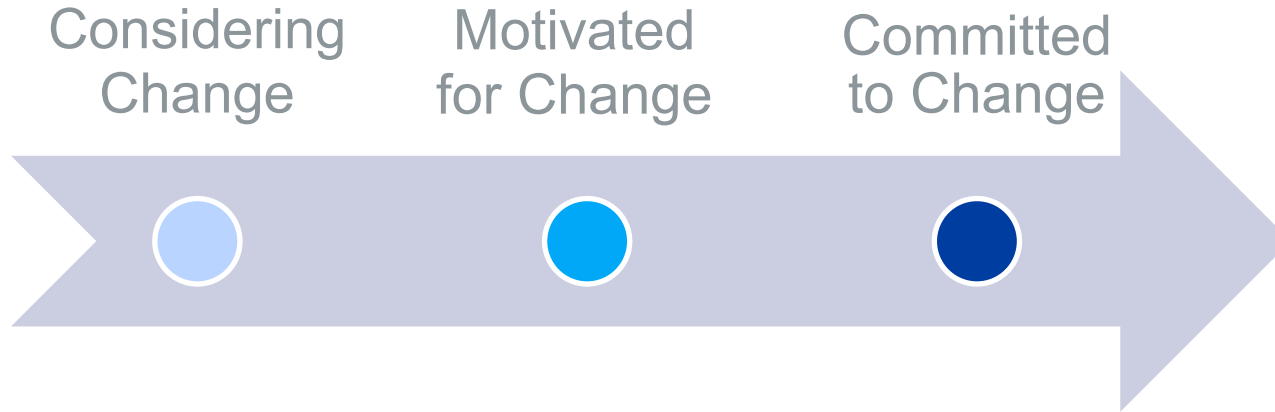 Considering
Change
Motivated
for Change
Committed
to Change